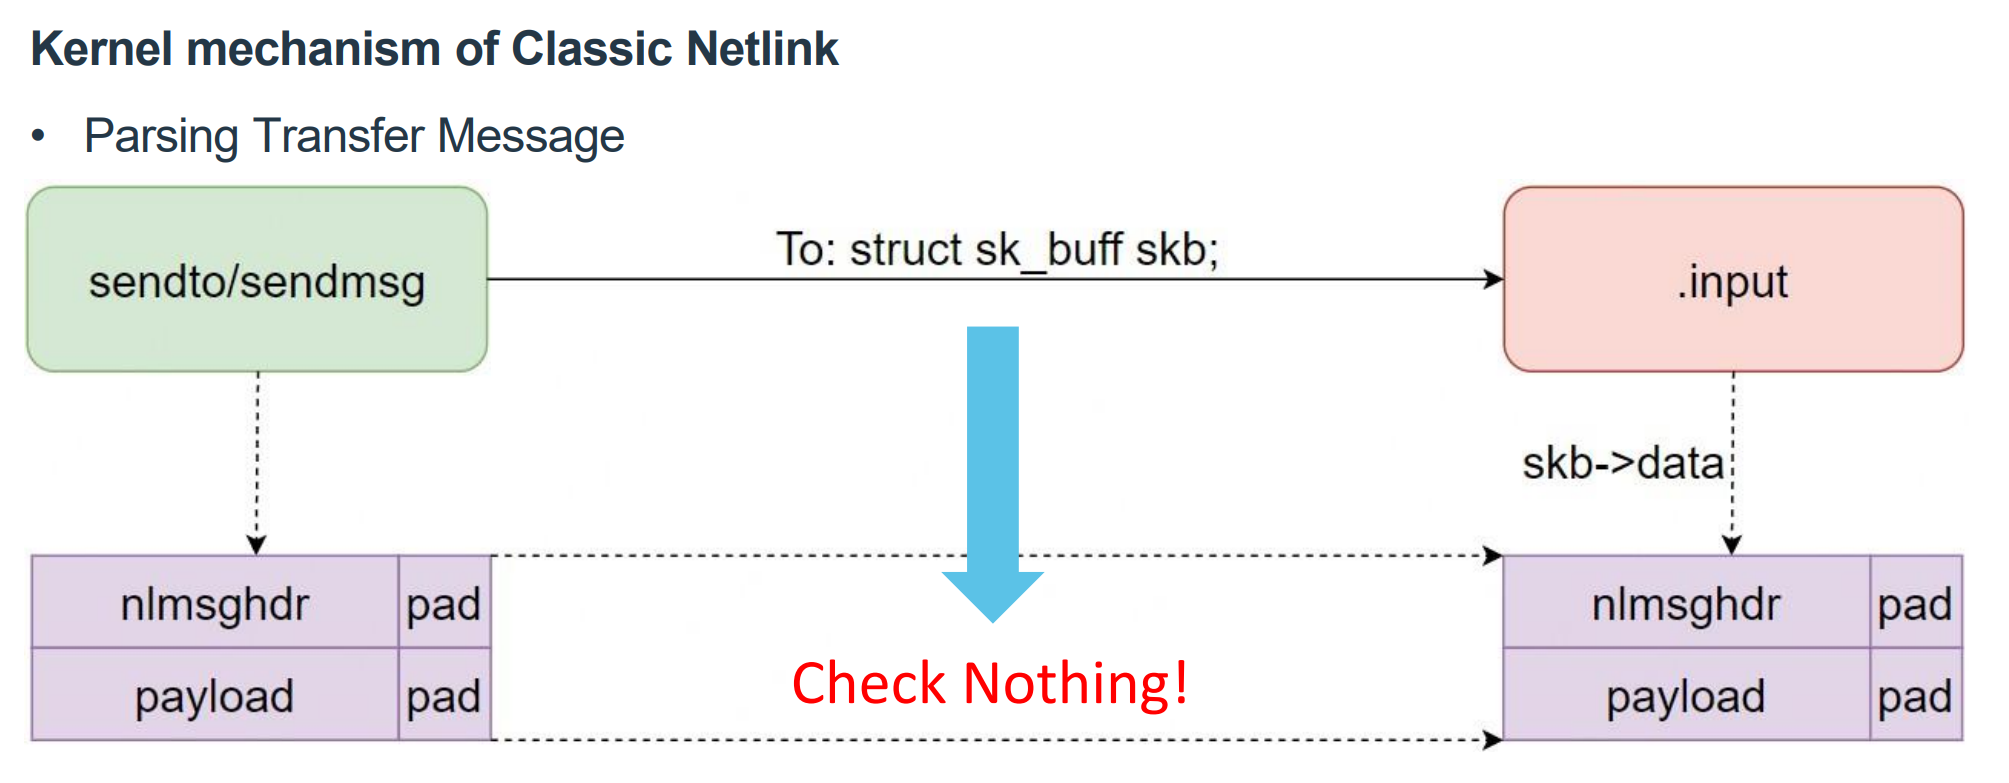 Kernel mechanism of Classic Netlink
• Parsing Transfer Message
sendto/sendmsg
To: struct sk_buff skb;
.input
skb->data
nlmsghdr pad
payload pad
Check Nothing!
nlmsghdr pad
payload pad